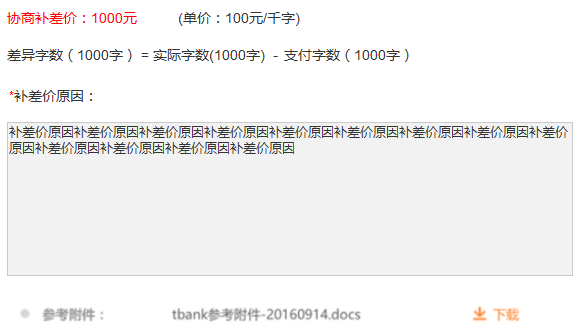 协商补差价：1000元 (单价：100元/千字)
差异字数（1000字）= 实际字数(1000字) - 支付字数（1000字）
*补差价原因：
补差价原因补差价原因补差价原因补差价原因补差价原因补差价原因补差价原因补差价原因补差价
原因补差价原因补差价原因补差价原因补差价原因
参考附件： tbank参考附件-20160914.docs 下载